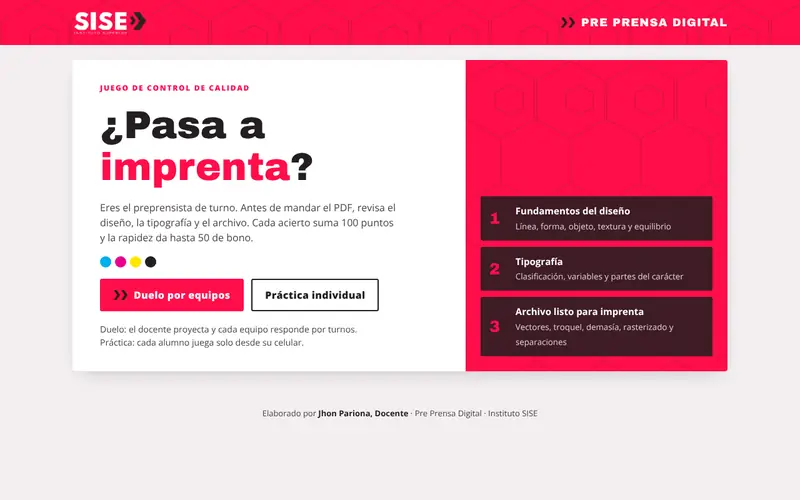 SISE
INSTITUTO SUPERIOR
PRE PRENSA DIGITAL
JUEGO DE CONTROL DE CALIDAD
¿Pasa a
imprenta?
Eres el preprensista de turno. Antes de mandar el PDF, revisa el
diseño, la tipografía y el archivo. Cada acierto suma 100 puntos
y la rapidez da hasta 50 de bono.
Duelo por equipos
Práctica individual
Duelo: el docente proyecta y cada equipo responde por turnos.
Práctica: cada alumno juega solo desde su celular.
1
Fundamentos del diseño
Línea, forma, objeto, textura y equilibrio
2
Tipografía
Clasificación, variables y partes del carácter
3
Archivo listo para imprenta
Vectores, troquel, demasía, rasterizado y
separaciones
Elaborado por Jhon Pariona, Docente · Pre Prensa Digital · Instituto SISE